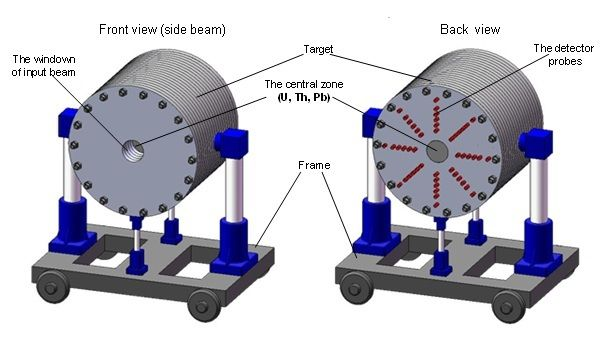 Front view (side beam)
Back view
The windown
of input beam
Target
The central zone
(U, Th, Pb)
The detector
probes
Frame